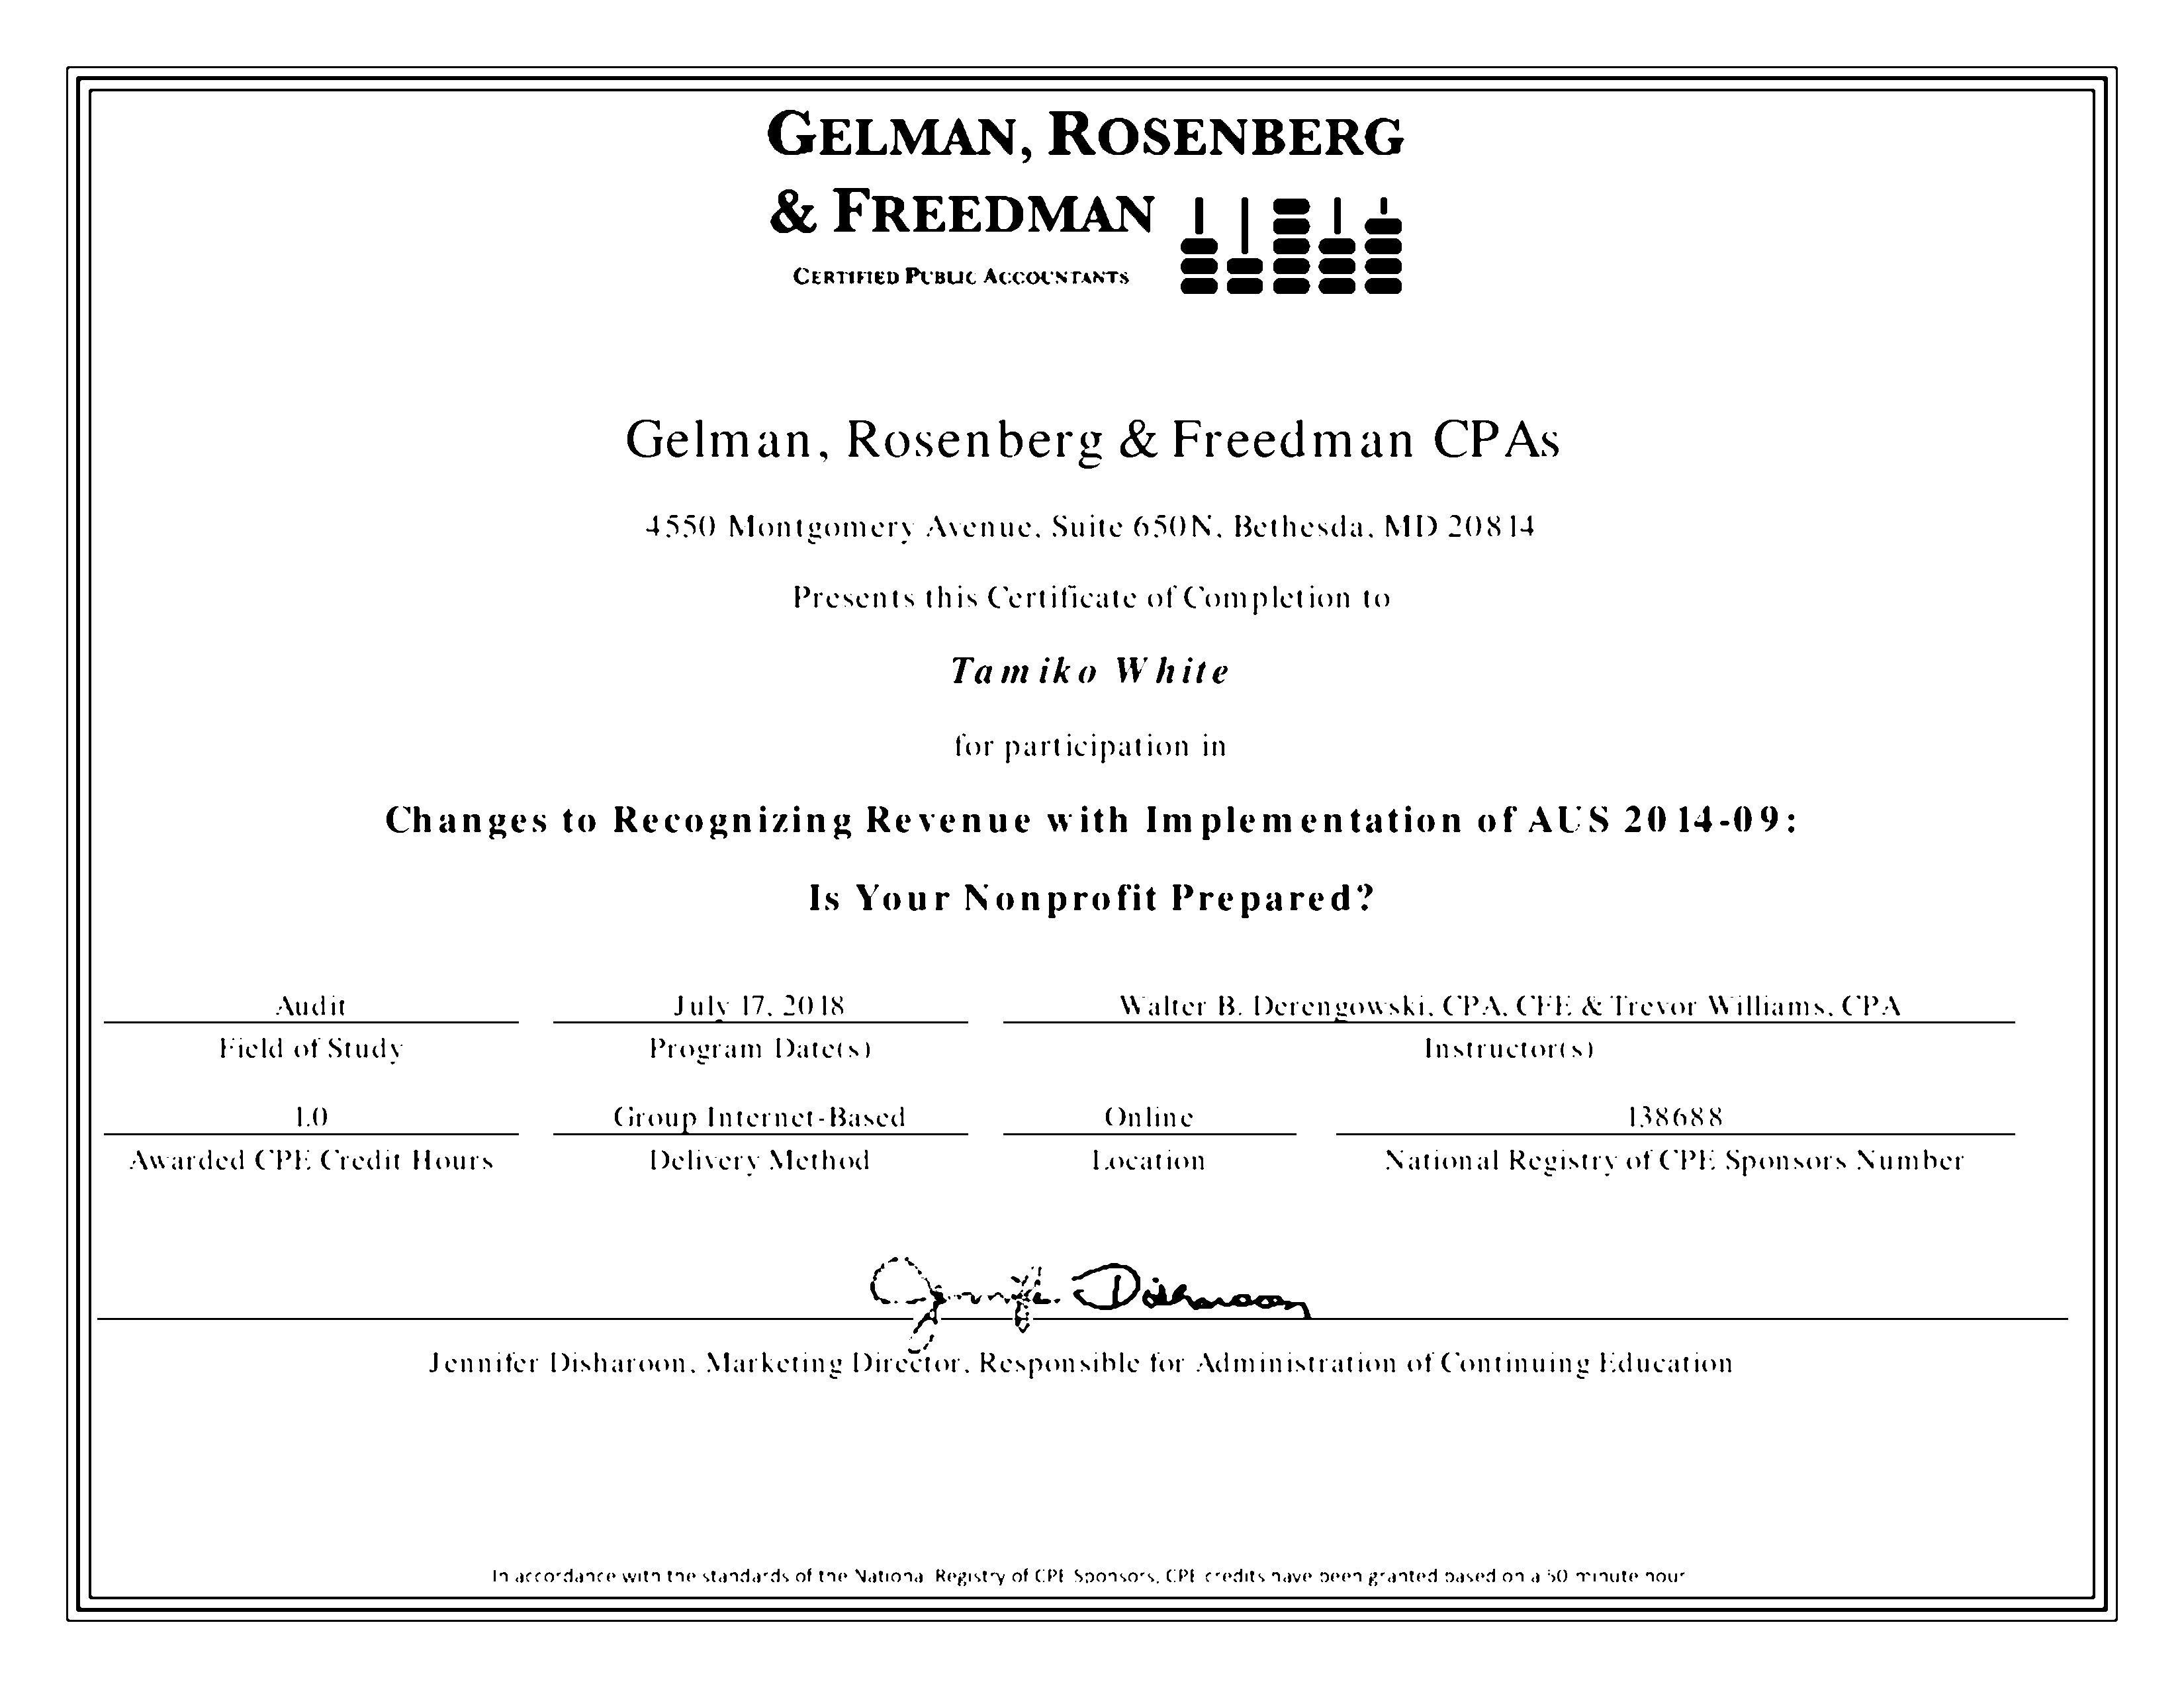 GELMAN, ROSENBERG
& FREEDMAN
CERTIFIED PUBLIC ACCOUNTANTS
Gelman, Rosenberg & Freedman CPAs
4550 Montgomery Avenue, Suite 650N, Bethesda, MD 20814
Presents this Certificate of Completion to
Tamiko White
for participation in
Changes to Recognizing Revenue with Implementation of AUS 2014-09:
Is Your Nonprofit Prepared?
Audit July 17, 2018 Walter B. Derengowski, CPA, CFE & Trevor Williams, CPA
Field of Study Program Date(s) Instructor(s)
1.0 Group Internet-Based Online 138688
Awarded CPE Credit Hours Delivery Method Location National Registry of CPE Sponsors Number
Jennifer Disharoon
Jennifer Disharoon, Marketing Director, Responsible for Administration of Continuing Education
In accordance with the standards of the National Registry of CPE Sponsors, CPE credits have been granted based on a 50 minute hour